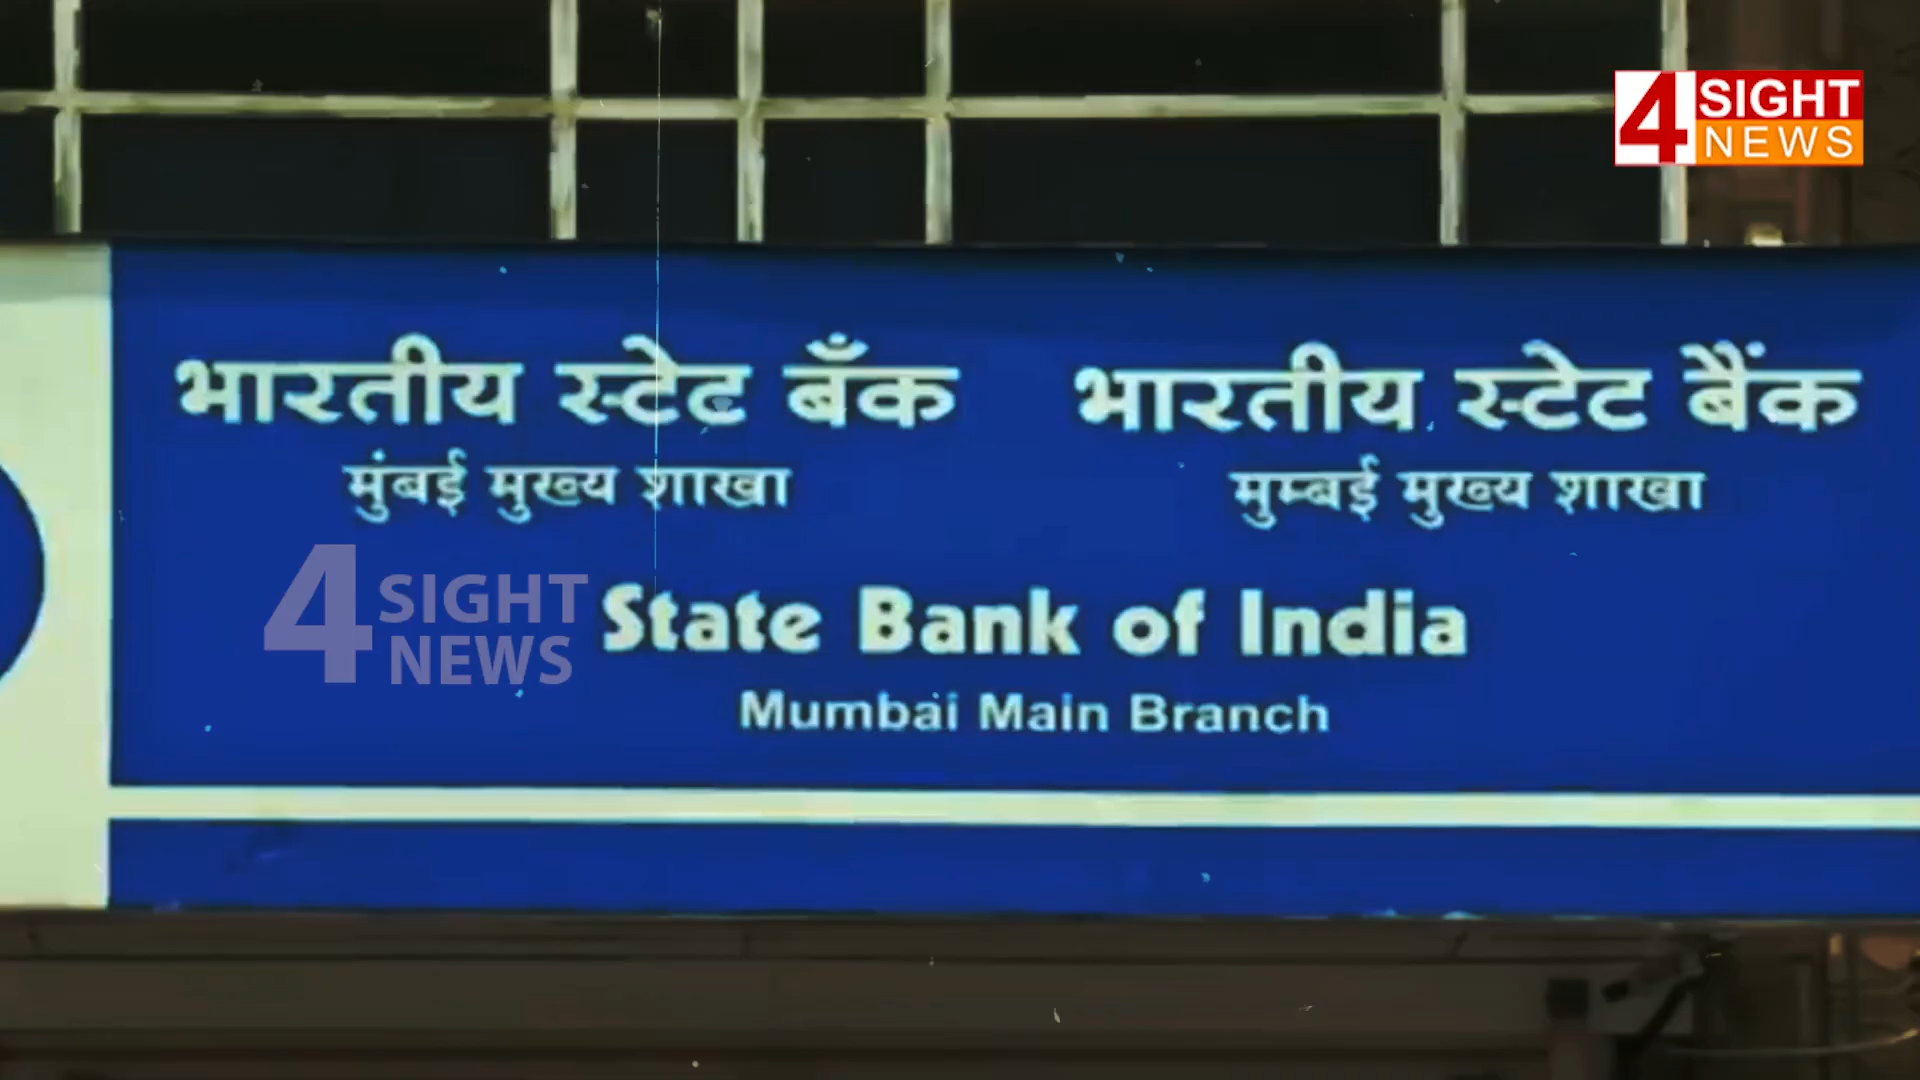 4 SIGHT
NEWS
भारतीय स्टेट बँक
मुंबई मुख्य शाखा
भारतीय स्टेट बैंक
मुम्बई मुख्य शाखा
4 SIGHT
NEWS
State Bank of India
Mumbai Main Branch